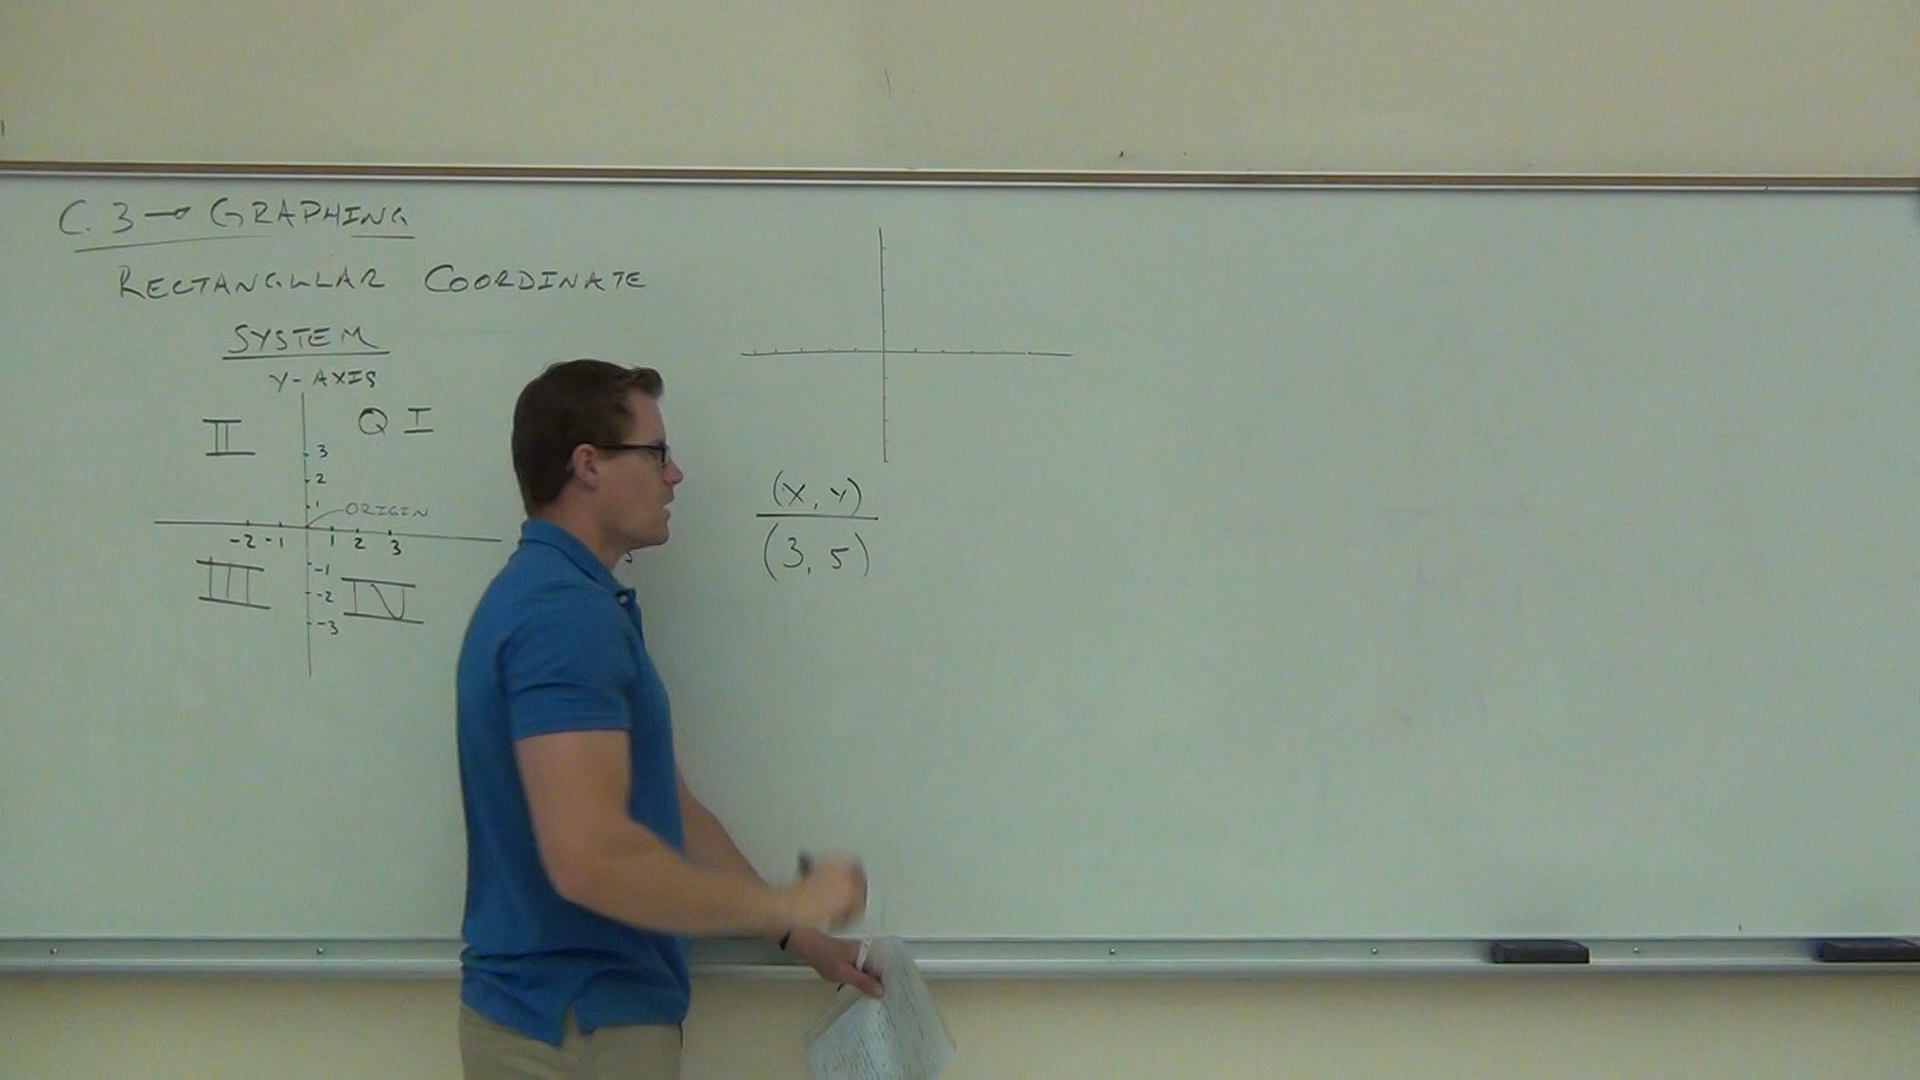 C.3 → GRAPHING
RECTANGULAR COORDINATE
SYSTEM
Y-AXIS
II Q I
3
2
1
ORIGIN
-2 -1 1 2 3
-1
III IV
-2
-3
(X, Y)
(3, 5)